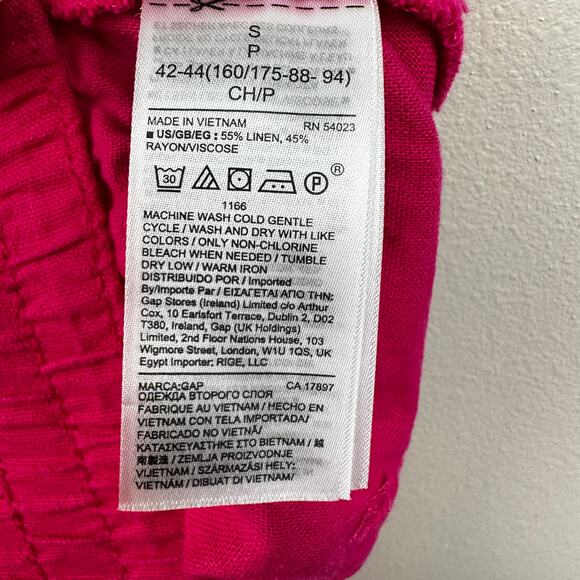 S
P
42-44(160/175-88- 94)
CH/P
MADE IN VIETNAM RN 54023
■ US/GB/EG : 55% LINEN, 45%
RAYON/VISCOSE
30 P ®
1166
MACHINE WASH COLD GENTLE
CYCLE / WASH AND DRY WITH LIKE
COLORS / ONLY NON-CHLORINE
BLEACH WHEN NEEDED / TUMBLE
DRY LOW / WARM IRON
DISTRIBUIDO POR / Imported
By/Importe Par / ΕΙΣΑΓΕΤΑΙ ΑΠΟ ΤΗΝ:
Gap Stores (Ireland) Limited c/o Arthur
Cox, 10 Earlsfort Terrace, Dublin 2, D02
T380, Ireland, Gap (UK Holdings)
Limited, 2nd Floor Nations House, 103
Wigmore Street, London, W1U 1QS, UK
Egypt Importer: RIGE, LLC
MARCA:GAP CA 17897
ОДЕЖДА ВТОРОГО СЛОЯ
FABRIQUE AU VIETNAM / HECHO EN
VIETNAM CON TELA IMPORTADA/
FABRICADO NO VIETNÃ/
ΚΑΤΑΣΚΕΥΑΣΤΗΚΕ ΣΤΟ ΒΙΕΤΝΑΜ / 越
南製造 / ZEMLJA PROIZVODNJE
VIJETNAM / SZÁRMAZÁSI HELY:
VIETNAM / DIBUAT DI VIETNAM/